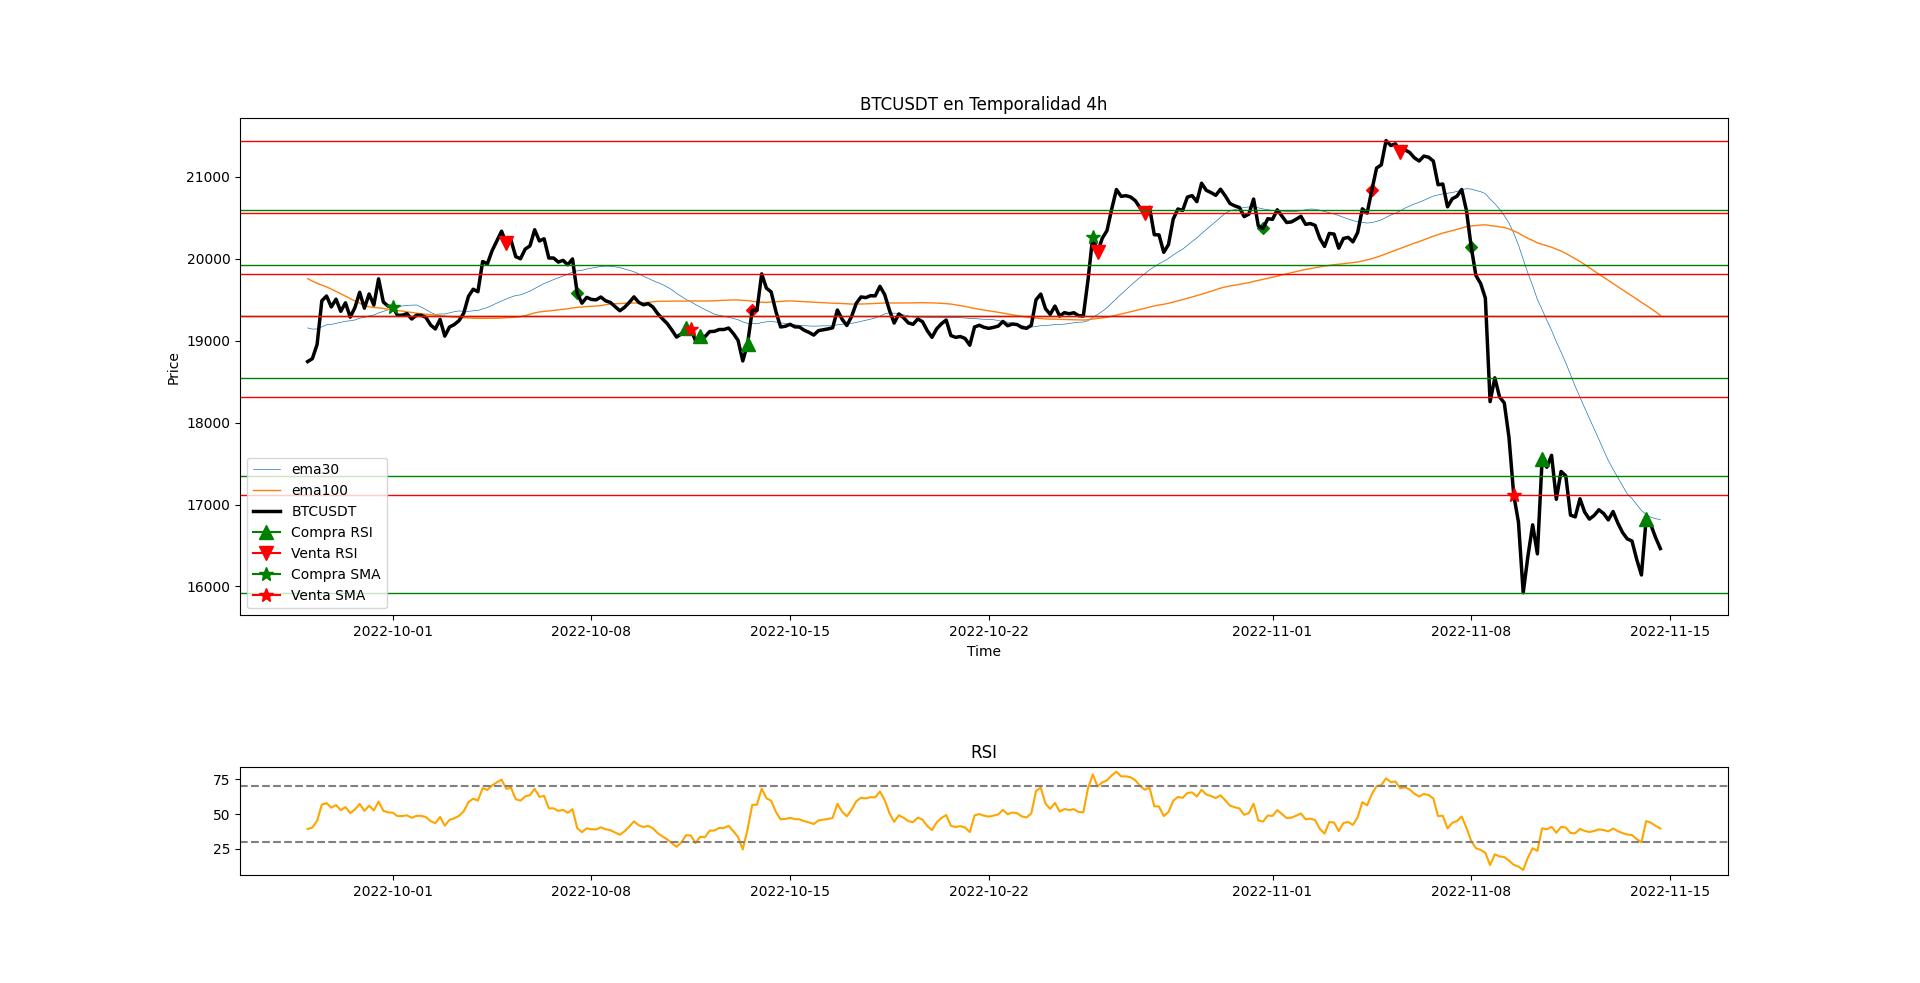 BTCUSDT en Temporalidad 4h
21000
20000
19000
18000
17000
16000
Price
ema30
ema100
BTCUSDT
Compra RSI
Venta RSI
Compra SMA
Venta SMA
2022-10-01 2022-10-08 2022-10-15 2022-10-22 2022-11-01 2022-11-08 2022-11-15
Time
RSI
75
50
25
2022-10-01 2022-10-08 2022-10-15 2022-10-22 2022-11-01 2022-11-08 2022-11-15